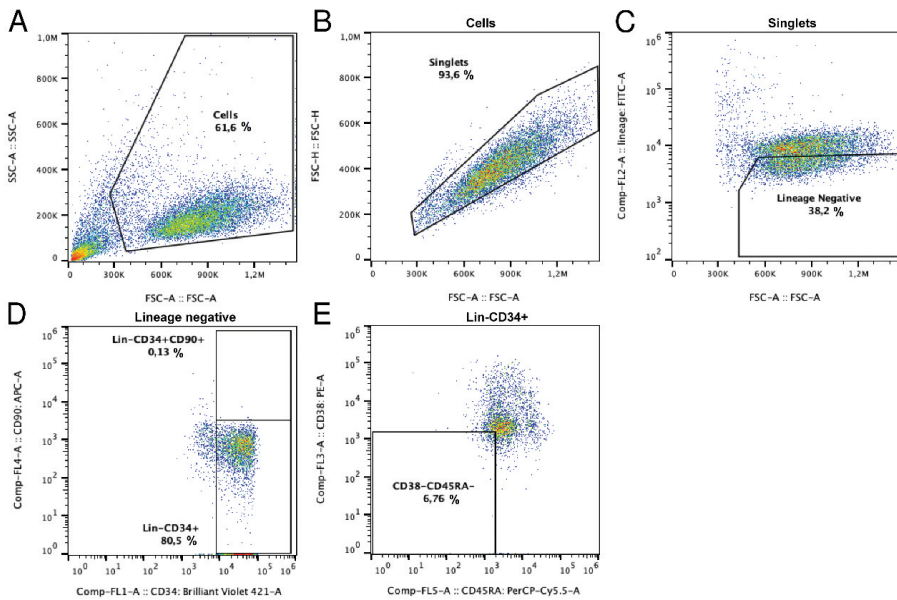 A
1,0M
800K
600K
400K
200K
0
SSC-A :: SSC-A
Cells
61,6 %
0
300K
600K
900K
1,2M
FSC-A :: FSC-A
B
Cells
1,0M
800K
600K
400K
200K
0
FSC-H :: FSC-H
Singlets
93,6 %
0
300K
600K
900K
1,2M
FSC-A :: FSC-A
C
Singlets
10^6
10^5
10^4
10^3
10^2
Comp-FL2-A :: lineage: FITC-A
Lineage Negative
38,2 %
0
300K
600K
900K
1,2M
FSC-A :: FSC-A
D
Lineage negative
10^6
10^5
10^4
10^3
10^2
10^1
10^0
Comp-FL4-A :: CD90: APC-A
Lin-CD34+CD90+
0,13 %
Lin-CD34+
80,5 %
10^0
10^1
10^2
10^3
10^4
10^5
10^6
Comp-FL1-A :: CD34: Brilliant Violet 421-A
E
Lin-CD34+
10^6
10^5
10^4
10^3
10^2
10^1
10^0
Comp-FL3-A :: CD38: PE-A
CD38-CD45RA-
6,76 %
10^0
10^1
10^2
10^3
10^4
10^5
10^6
Comp-FL5-A :: CD45RA: PerCP-Cy5.5-A